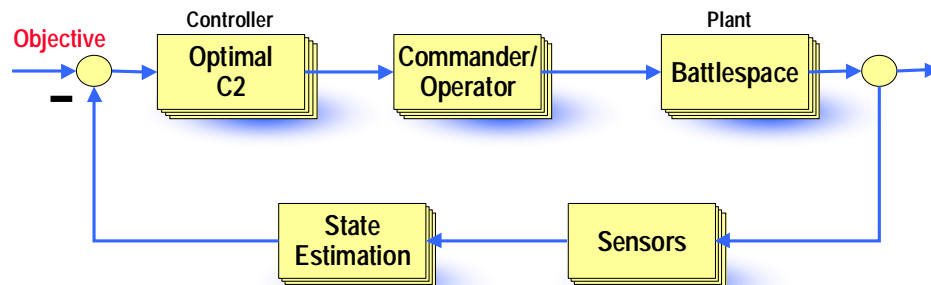 Controller
Plant
Objective
Optimal
C2
Commander/
Operator
Battlespace
–
State
Estimation
Sensors